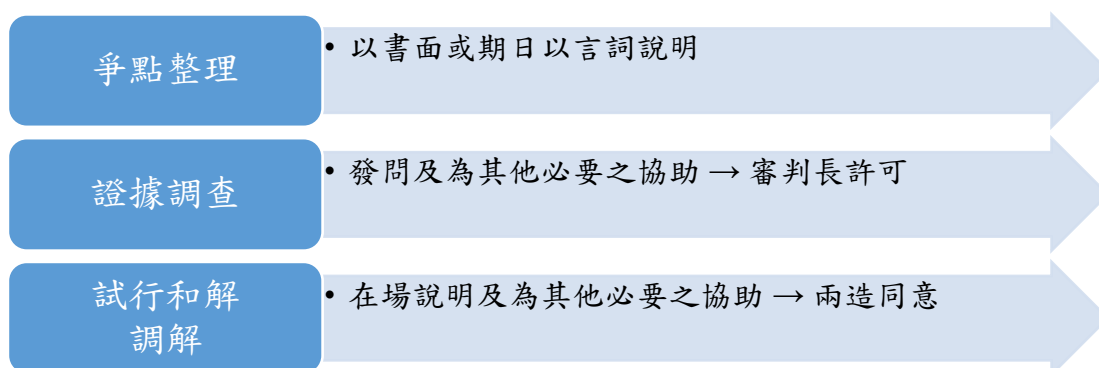 爭點整理
• 以書面或期日以言詞說明
證據調查
• 發問及為其他必要之協助 → 審判長許可
試行和解
調解
• 在場說明及為其他必要之協助 → 兩造同意